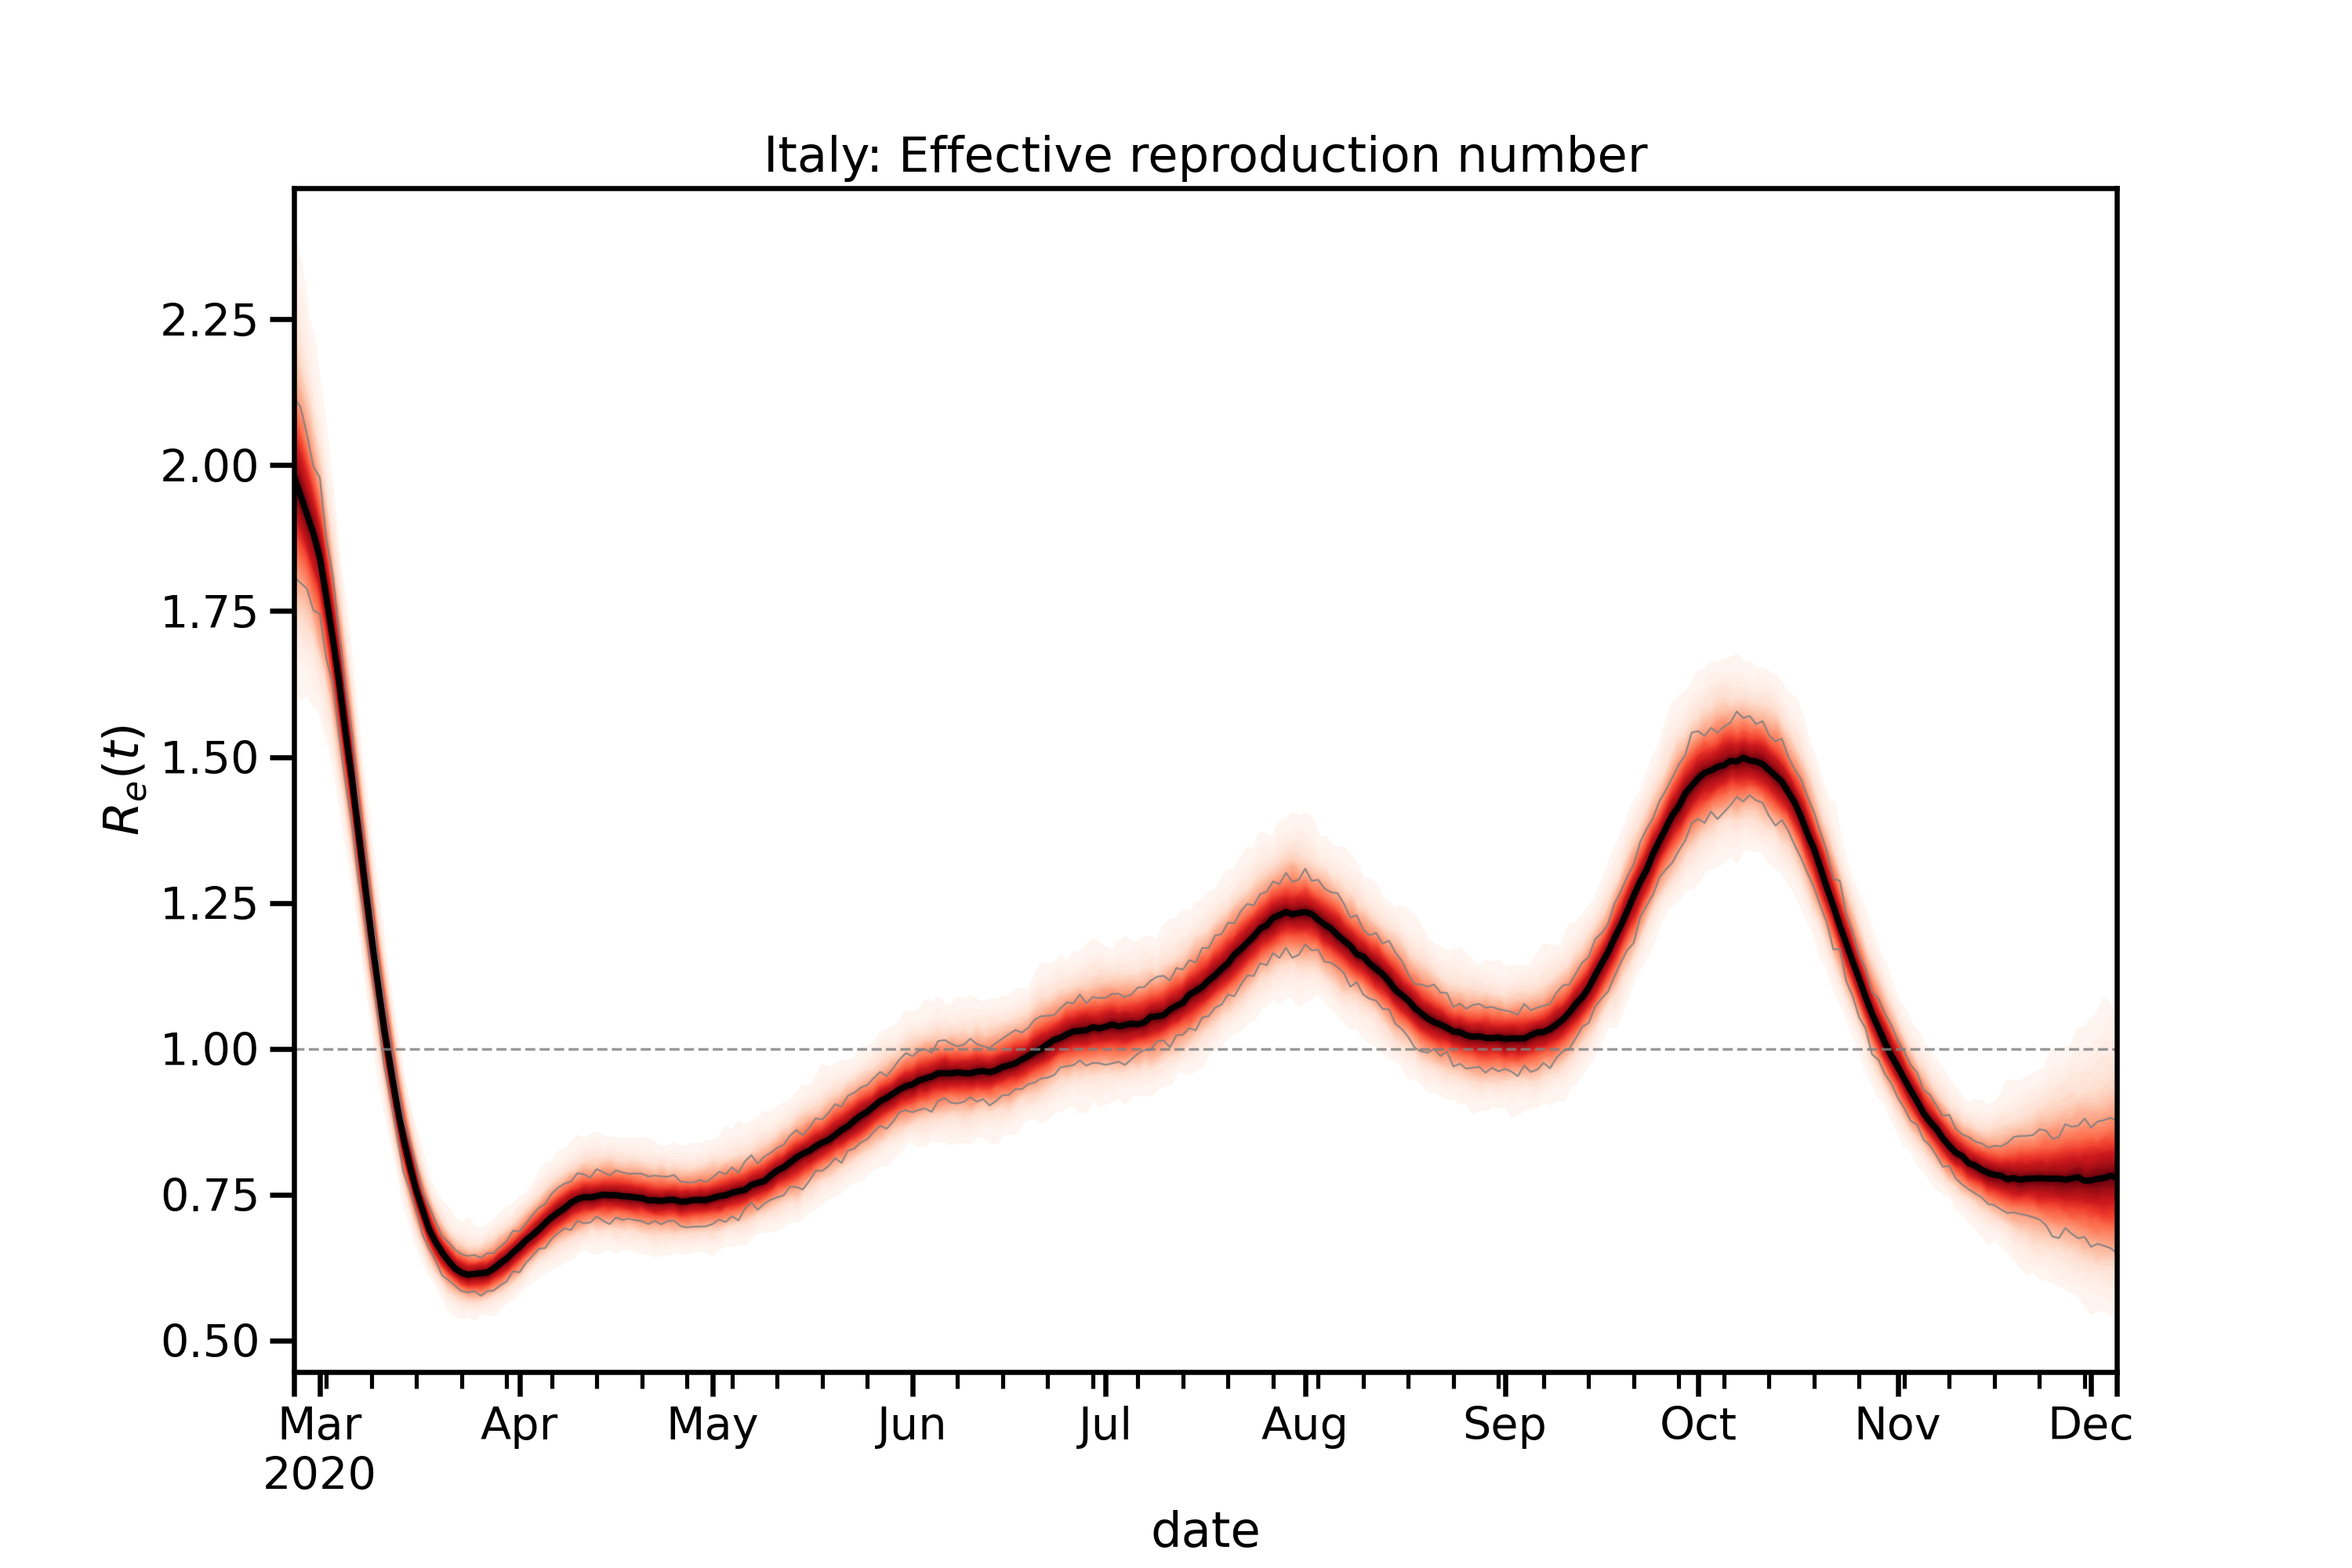 Italy: Effective reproduction number
2.25
2.00
1.75
1.50
1.25
1.00
0.75
0.50
Re(t)
Mar Apr May Jun Jul Aug Sep Oct Nov Dec
2020
date